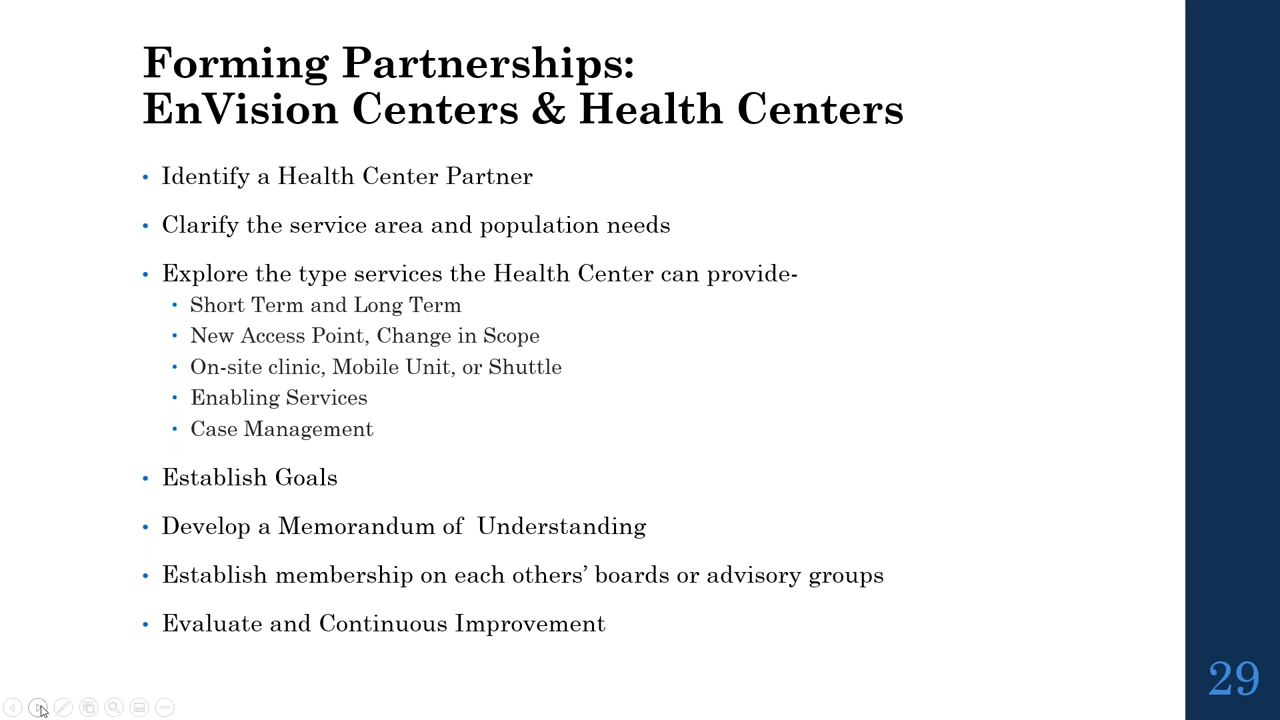 Forming Partnerships:
EnVision Centers & Health Centers
• Identify a Health Center Partner
• Clarify the service area and population needs
• Explore the type services the Health Center can provide-
• Short Term and Long Term
• New Access Point, Change in Scope
• On-site clinic, Mobile Unit, or Shuttle
• Enabling Services
• Case Management
• Establish Goals
• Develop a Memorandum of  Understanding
• Establish membership on each others’ boards or advisory groups
• Evaluate and Continuous Improvement
29